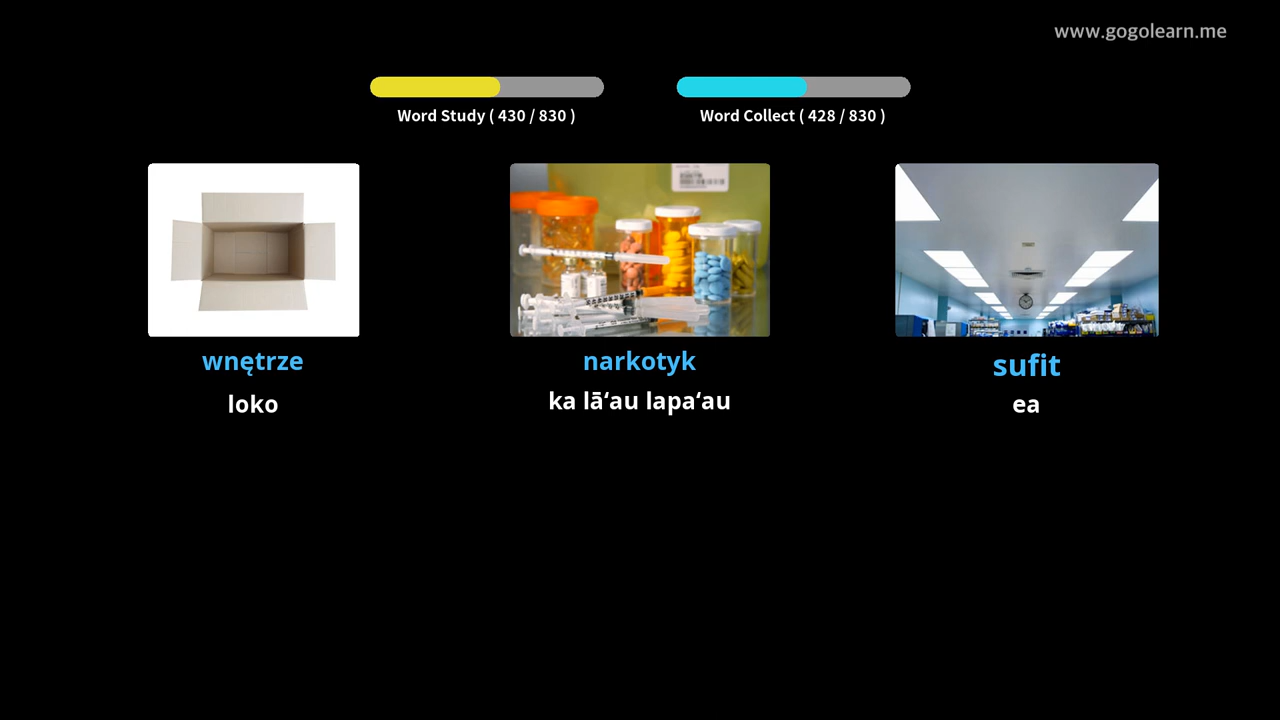 www.gogolearn.me
Word Study ( 430 / 830 )
Word Collect ( 428 / 830 )
wnętrze
loko
narkotyk
ka lāʻau lapaʻau
sufit
ea